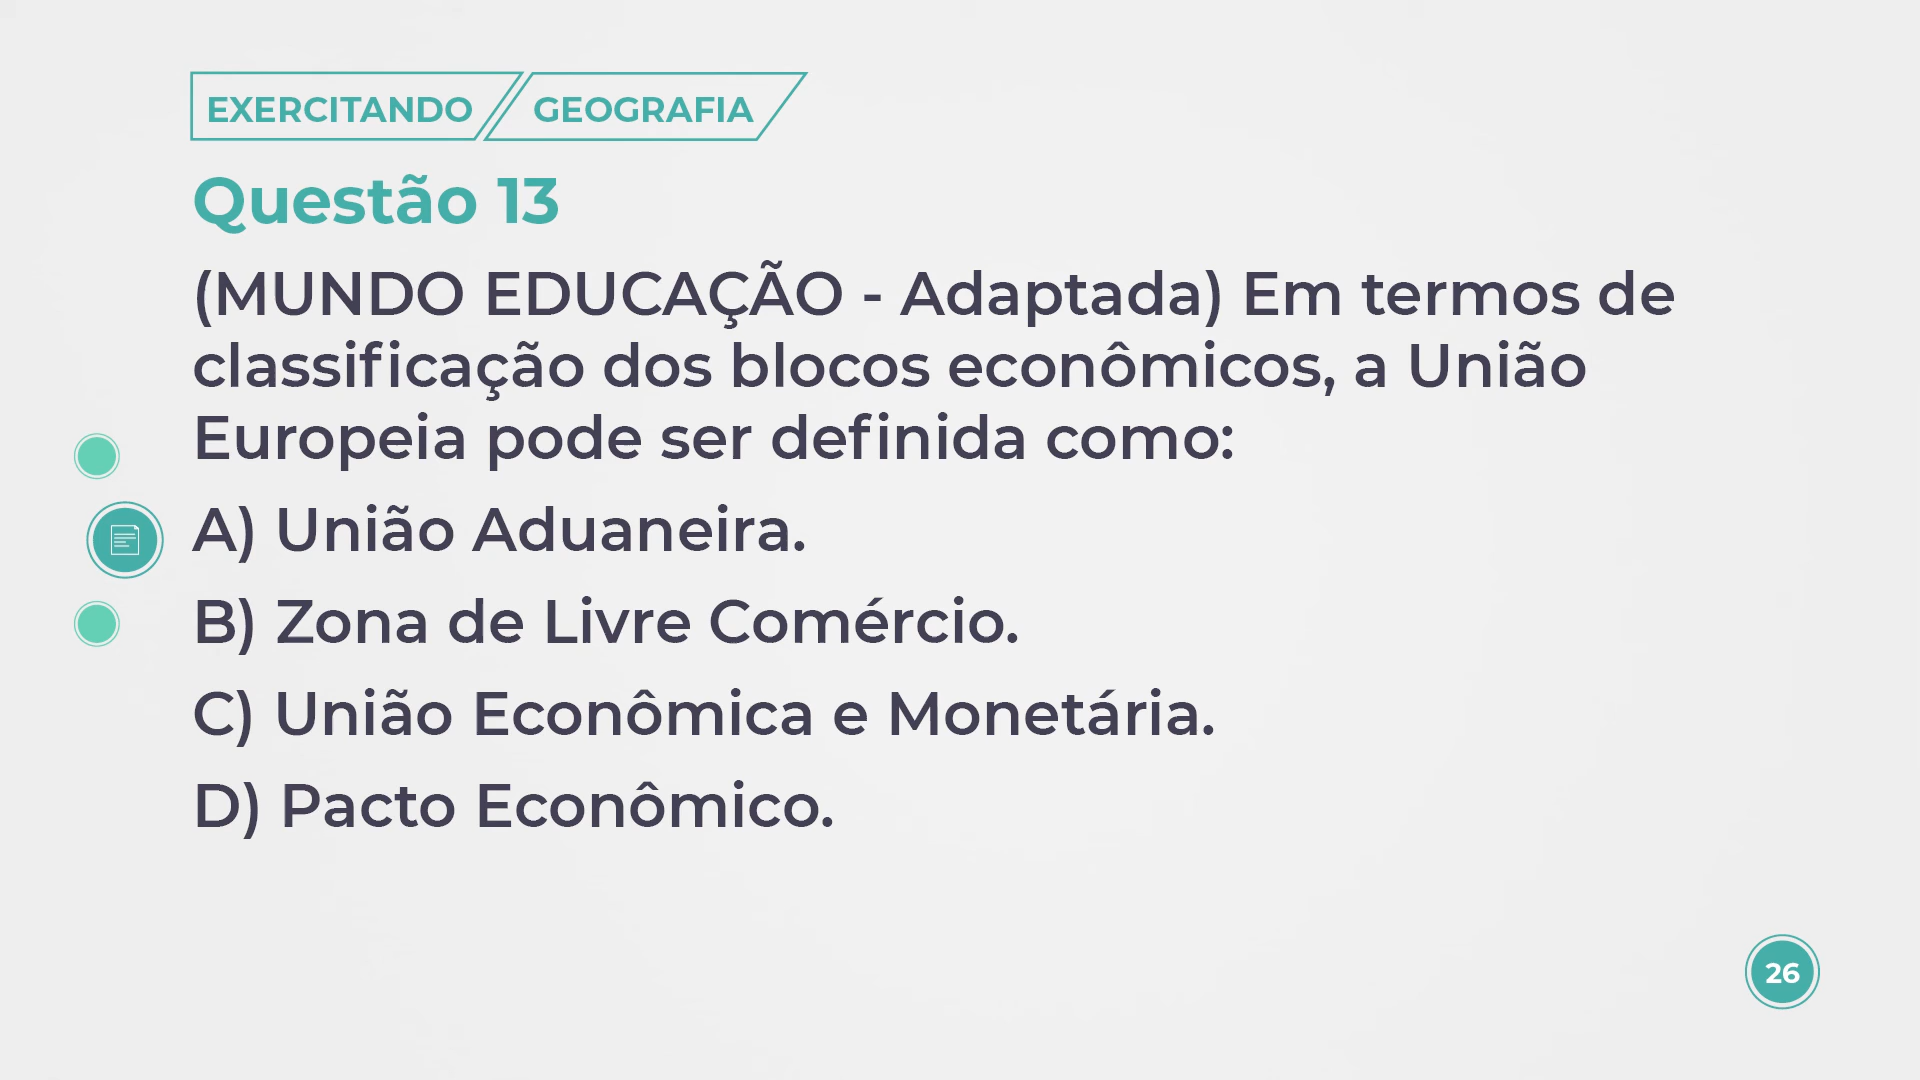 EXERCITANDO GEOGRAFIA
Questão 13
(MUNDO EDUCAÇÃO - Adaptada) Em termos de
classificação dos blocos econômicos, a União
Europeia pode ser definida como:
A) União Aduaneira.
B) Zona de Livre Comércio.
C) União Econômica e Monetária.
D) Pacto Econômico.
26